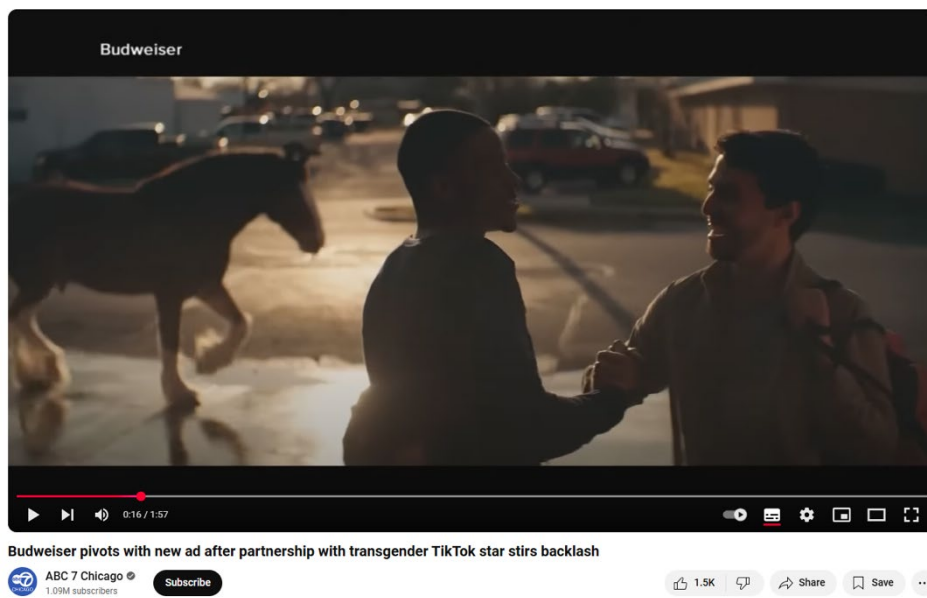 Budweiser
0:16 / 1:57
Budweiser pivots with new ad after partnership with transgender TikTok star stirs backlash
ABC 7 Chicago
1.09M subscribers
Subscribe
1.5K
Share
Save